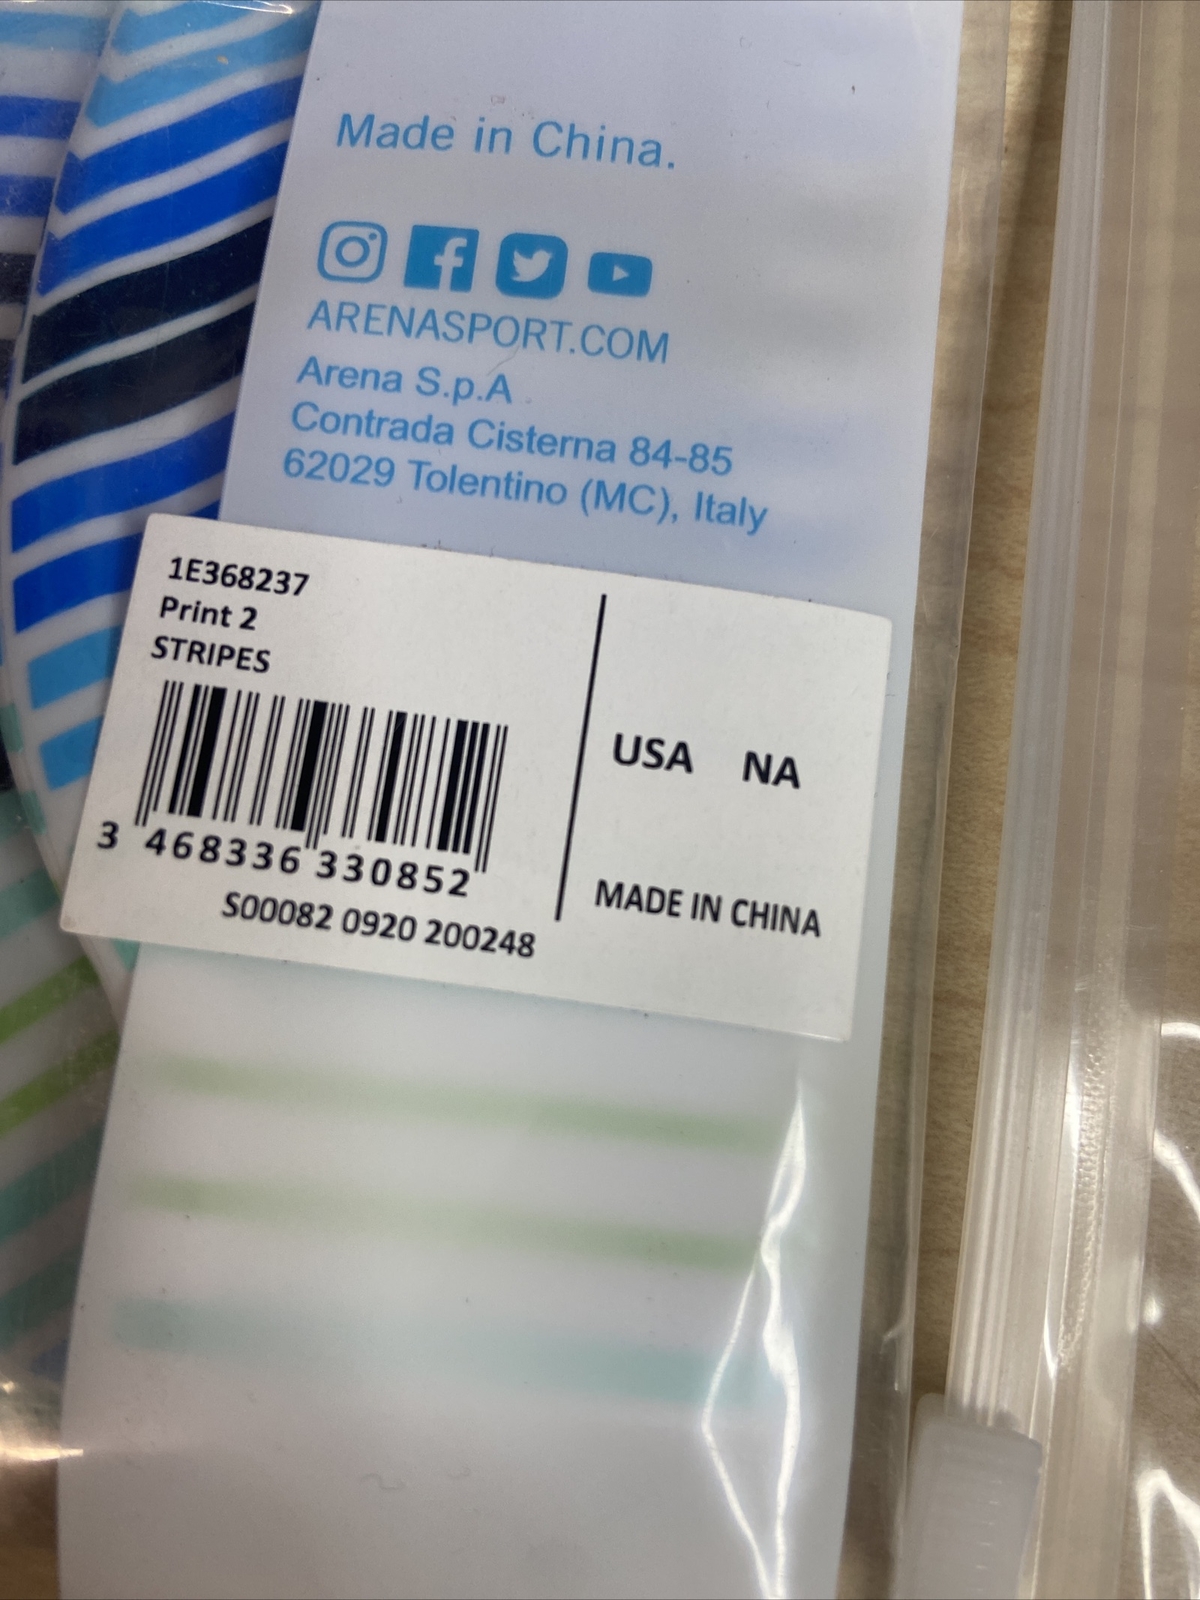 Made in China.
ARENASPORT.COM
Arena S.p.A
Contrada Cisterna 84-85
62029 Tolentino (MC), Italy
1E368237
Print 2
STRIPES
3 468336 330852
S00082 0920 200248
USA NA
MADE IN CHINA